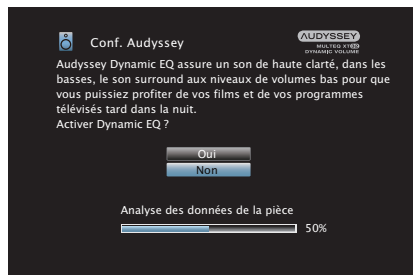 Conf. Audyssey
AUDYSSEY
MULTEQ XT32
DYNAMIC VOLUME
Audyssey Dynamic EQ assure un son de haute clarté, dans les
basses, le son surround aux niveaux de volumes bas pour que
vous puissiez profiter de vos films et de vos programmes
télévisés tard dans la nuit.
Activer Dynamic EQ ?
Oui
Non
Analyse des données de la pièce
50%